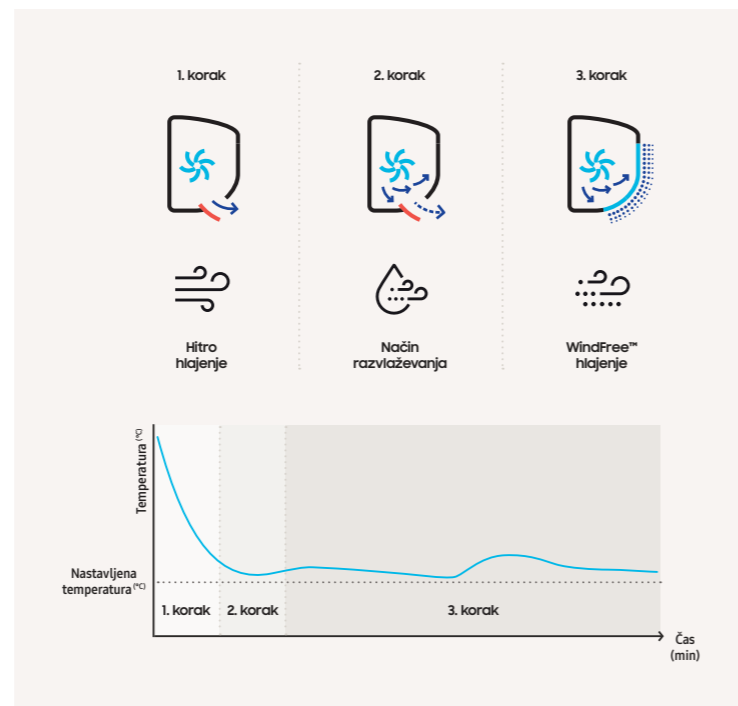 1. korak
2. korak
3. korak
Hitro
hlajenje
Način
razvlaževanja
WindFree™
hlajenje
Temperatura (°C)
Nastavljena
temperatura (°C)
1. korak
2. korak
3. korak
Čas
(min)